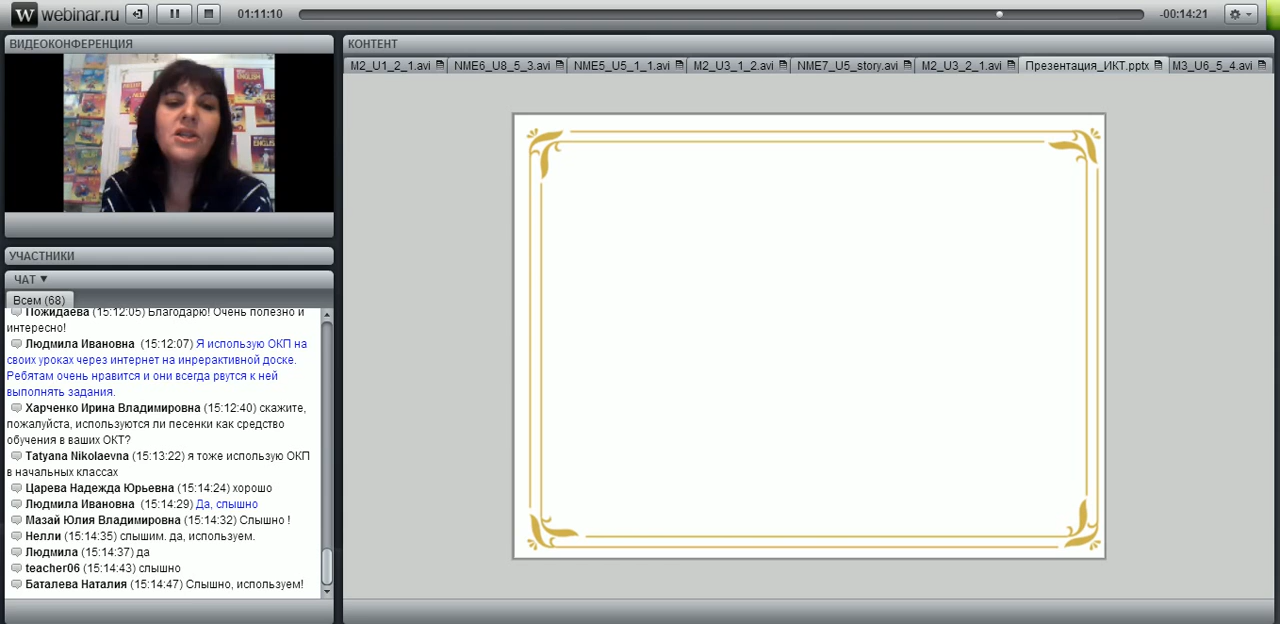 W webinar.ru 01:11:10 -00:14:21
ВИДЕОКОНФЕРЕНЦИЯ
КОНТЕНТ
M2_U1_2_1.avi NME6_U8_5_3.avi NME5_U5_1_1.avi M2_U3_1_2.avi NME7_U5_story.avi M2_U3_2_1.avi Презентация_ИКТ.pptx M3_U6_5_4.avi
ENGLISH
ENGLISH
УЧАСТНИКИ
ЧАТ
Всем (68)
Пожидаева (15:12:05) Благодарю! Очень полезно и
интересно!
Людмила Ивановна (15:12:07) Я использую ОКП на
своих уроках через интернет на инрерактивной доске.
Ребятам очень нравится и они всегда рвутся к ней
выполнять задания.
Харченко Ирина Владимировна (15:12:40) скажите,
пожалуйста, используются ли песенки как средство
обучения в ваших ОКТ?
Tatyana Nikolaevna (15:13:22) я тоже использую ОКП
в начальных классах
Царева Надежда Юрьевна (15:14:24) хорошо
Людмила Ивановна (15:14:29) Да, слышно
Мазай Юлия Владимировна (15:14:32) Слышно !
Нелли (15:14:35) слышим. да, используем.
Людмила (15:14:37) да
teacher06 (15:14:43) слышно
Баталева Наталия (15:14:47) Слышно, используем!